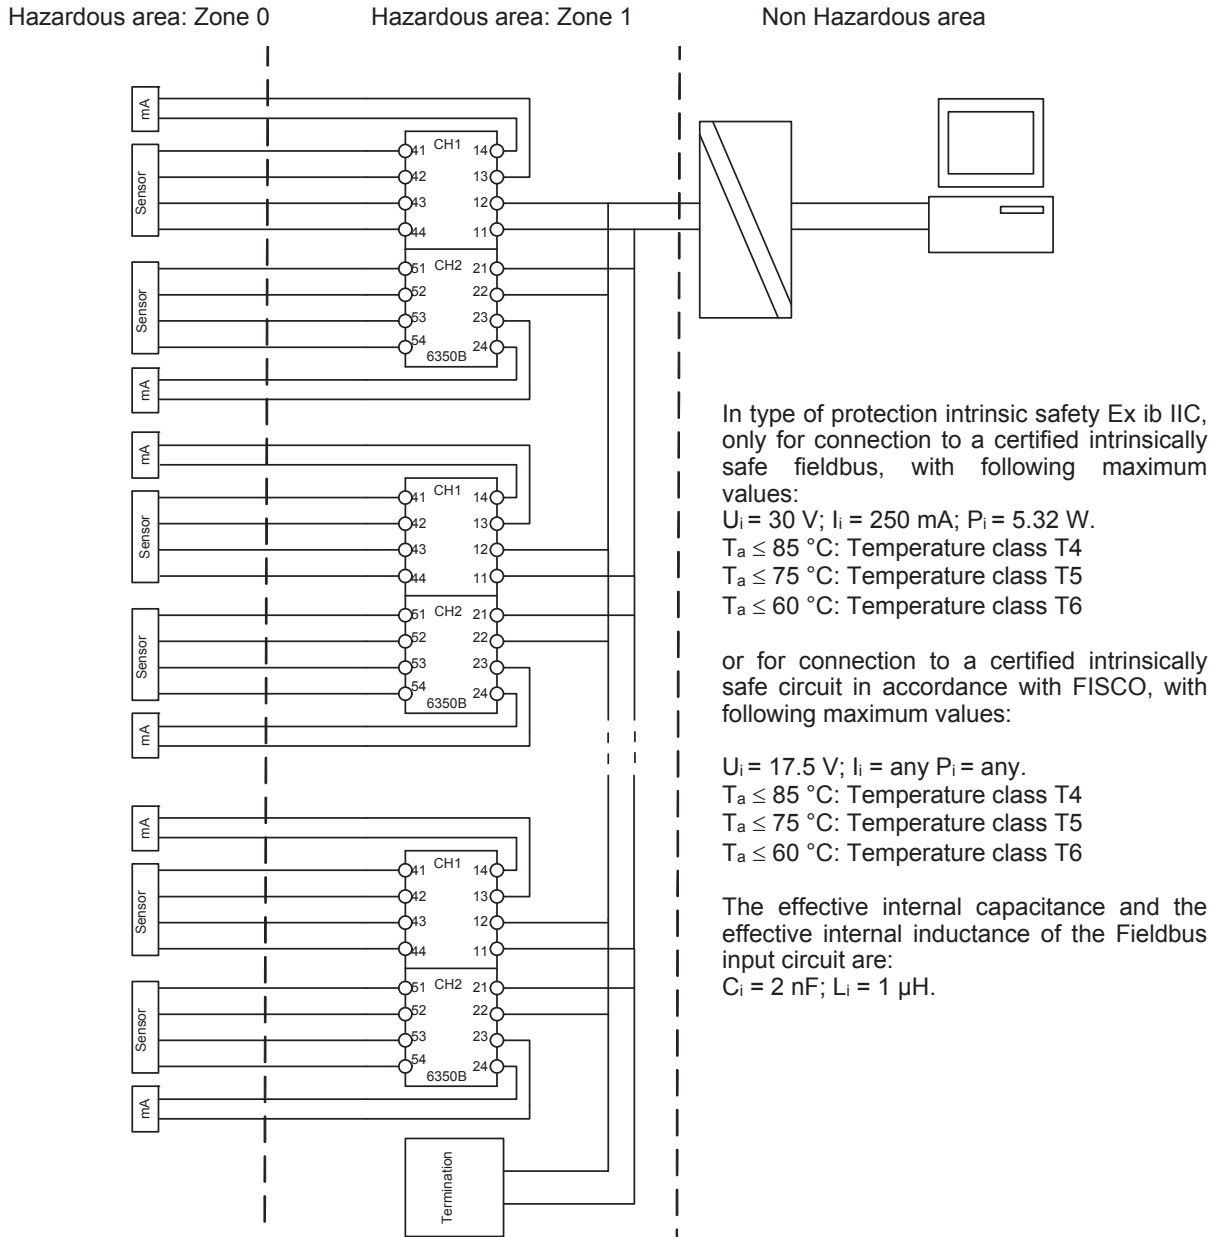 Hazardous area: Zone 0
Hazardous area: Zone 1
Non Hazardous area
mA
Sensor
Sensor
mA
41 CH1 14
42 13
43 12
44 11
51 CH2 21
52 22
53 23
54 24
6350B
mA
Sensor
Sensor
mA
41 CH1 14
42 13
43 12
44 11
51 CH2 21
52 22
53 23
54 24
6350B
mA
Sensor
Sensor
mA
41 CH1 14
42 13
43 12
44 11
51 CH2 21
52 22
53 23
54 24
6350B
Termination
In type of protection intrinsic safety Ex ib IIC,
only for connection to a certified intrinsically
safe fieldbus, with following maximum
values:
Ui = 30 V; Ii = 250 mA; Pi = 5.32 W.
Ta ≤ 85 °C: Temperature class T4
Ta ≤ 75 °C: Temperature class T5
Ta ≤ 60 °C: Temperature class T6
or for connection to a certified intrinsically
safe circuit in accordance with FISCO, with
following maximum values:
Ui = 17.5 V; Ii = any Pi = any.
Ta ≤ 85 °C: Temperature class T4
Ta ≤ 75 °C: Temperature class T5
Ta ≤ 60 °C: Temperature class T6
The effective internal capacitance and the
effective internal inductance of the Fieldbus
input circuit are:
Ci = 2 nF; Li = 1 µH.